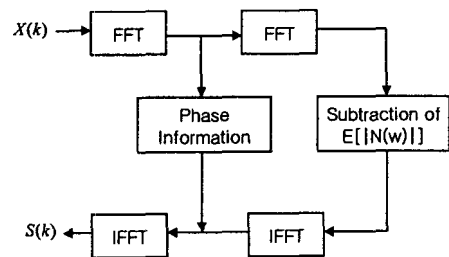 X(k)
FFT
FFT
Phase
Information
Subtraction of
E[|N(w)|]
S(k)
IFFT
IFFT